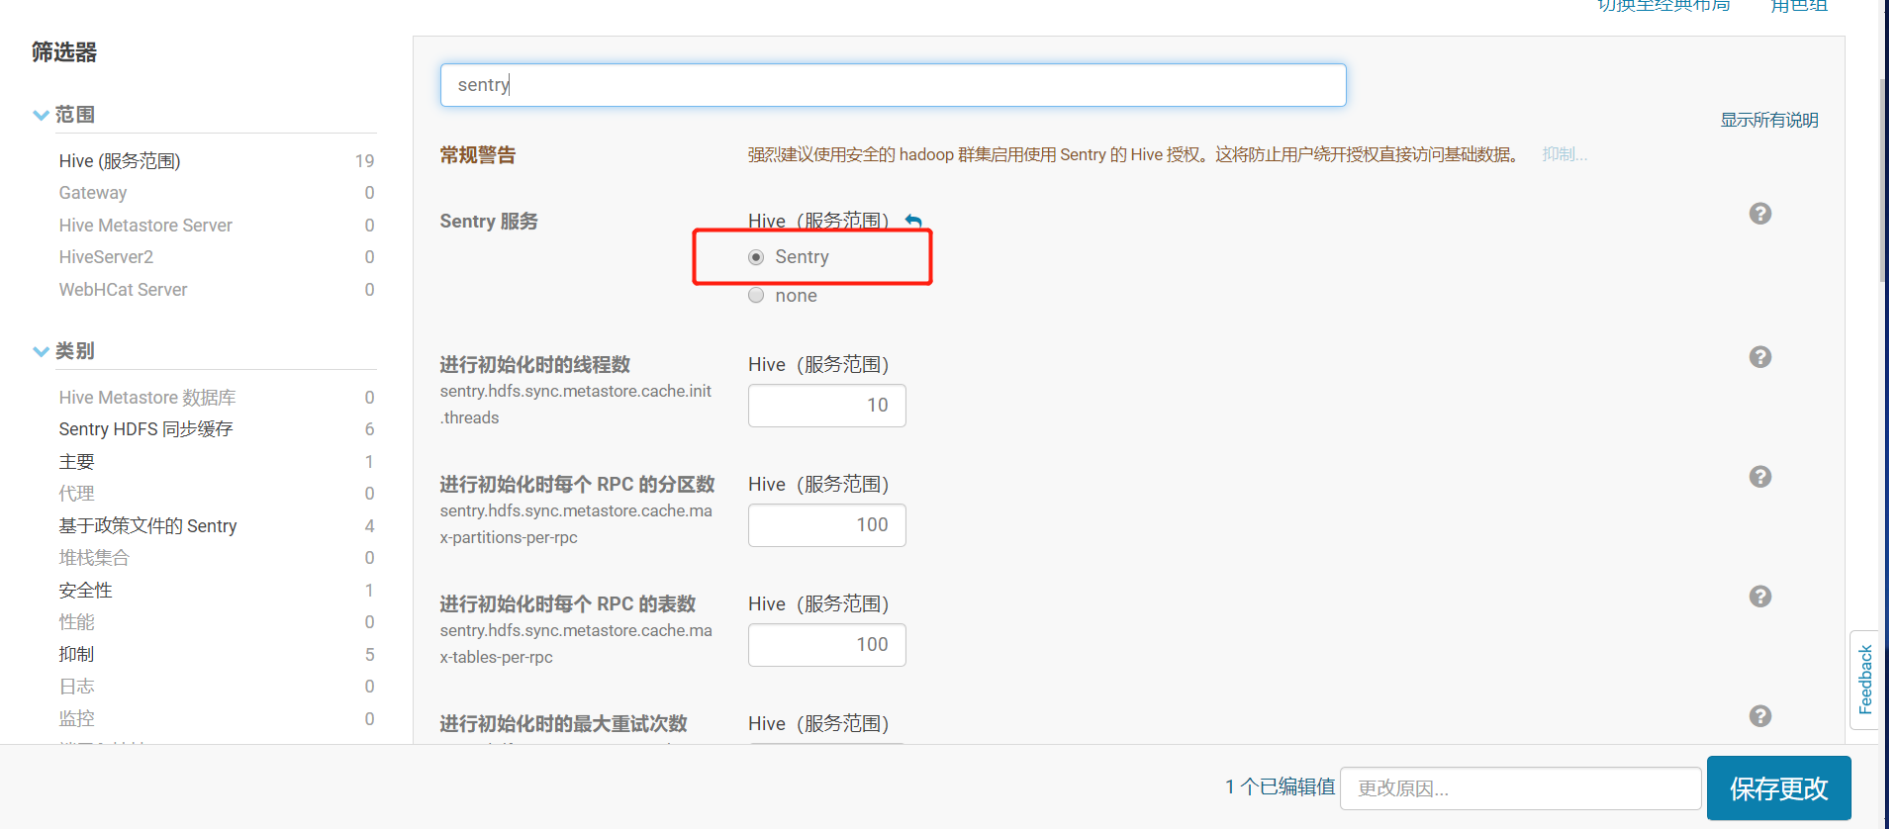 切换至经典布局 角色组
筛选器
sentry
范围
显示所有说明
Hive (服务范围) 19
常规警告 强烈建议使用安全的 hadoop 群集启用使用 Sentry 的 Hive 授权。这将防止用户绕开授权直接访问基础数据。 抑制...
Gateway 0
Hive Metastore Server 0
Sentry 服务 Hive（服务范围）
HiveServer2 0
Sentry
WebHCat Server 0
none
类别
进行初始化时的线程数 Hive（服务范围）
sentry.hdfs.sync.metastore.cache.init
.threads
10
Hive Metastore 数据库 0
Sentry HDFS 同步缓存 6
主要 1
代理 0
进行初始化时每个 RPC 的分区数 Hive（服务范围）
sentry.hdfs.sync.metastore.cache.ma
x-partitions-per-rpc
100
基于政策文件的 Sentry 4
堆栈集合 0
安全性 1
性能 0
进行初始化时每个 RPC 的表数 Hive（服务范围）
sentry.hdfs.sync.metastore.cache.ma
x-tables-per-rpc
100
抑制 5
日志 0
监控 0
进行初始化时的最大重试次数 Hive（服务范围）
Feedback
1 个已编辑值 更改原因... 保存更改